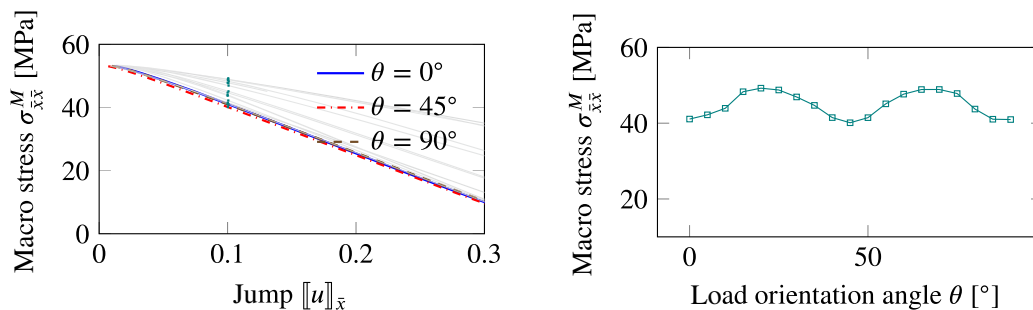 60
40
20
0
0
0.1
0.2
0.3
Macro stress σ^M_{x̄x̄} [MPa]
Jump ⟦u⟧_{x̄}
θ = 0°
θ = 45°
θ = 90°
60
40
20
0
50
Macro stress σ^M_{x̄x̄} [MPa]
Load orientation angle θ [°]